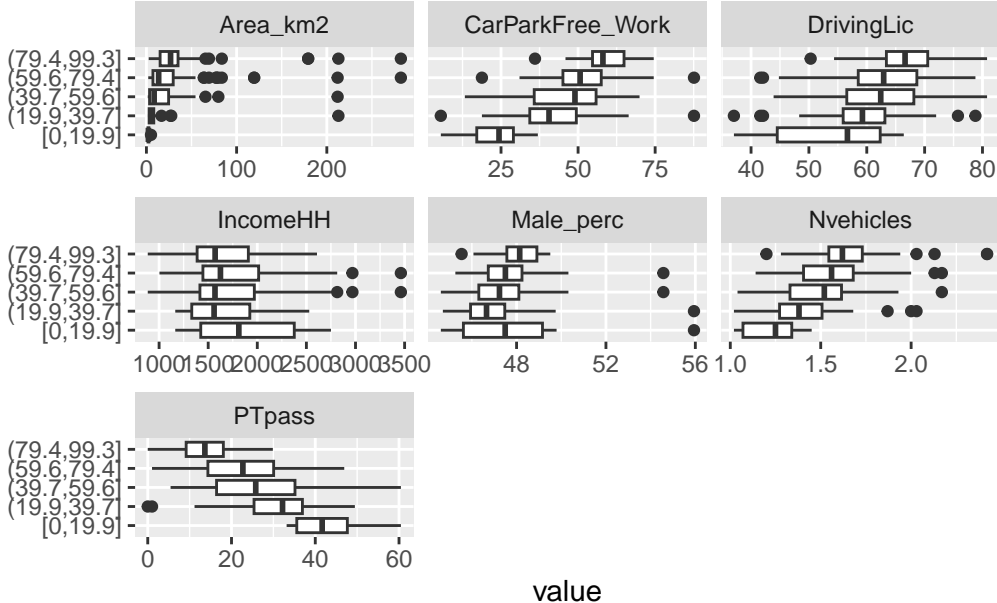 Area_km2 CarParkFree_Work DrivingLic
(79.4,99.3]
(59.6,79.4]
(39.7,59.6]
(19.9,39.7]
[0,19.9]
0 100 200 25 50 75 40 50 60 70 80
IncomeHH Male_perc Nvehicles
(79.4,99.3]
(59.6,79.4]
(39.7,59.6]
(19.9,39.7]
[0,19.9]
1000 1500 2000 2500 3000 3500 48 52 56 1.0 1.5 2.0
PTpass
(79.4,99.3]
(59.6,79.4]
(39.7,59.6]
(19.9,39.7]
[0,19.9]
0 20 40 60
value